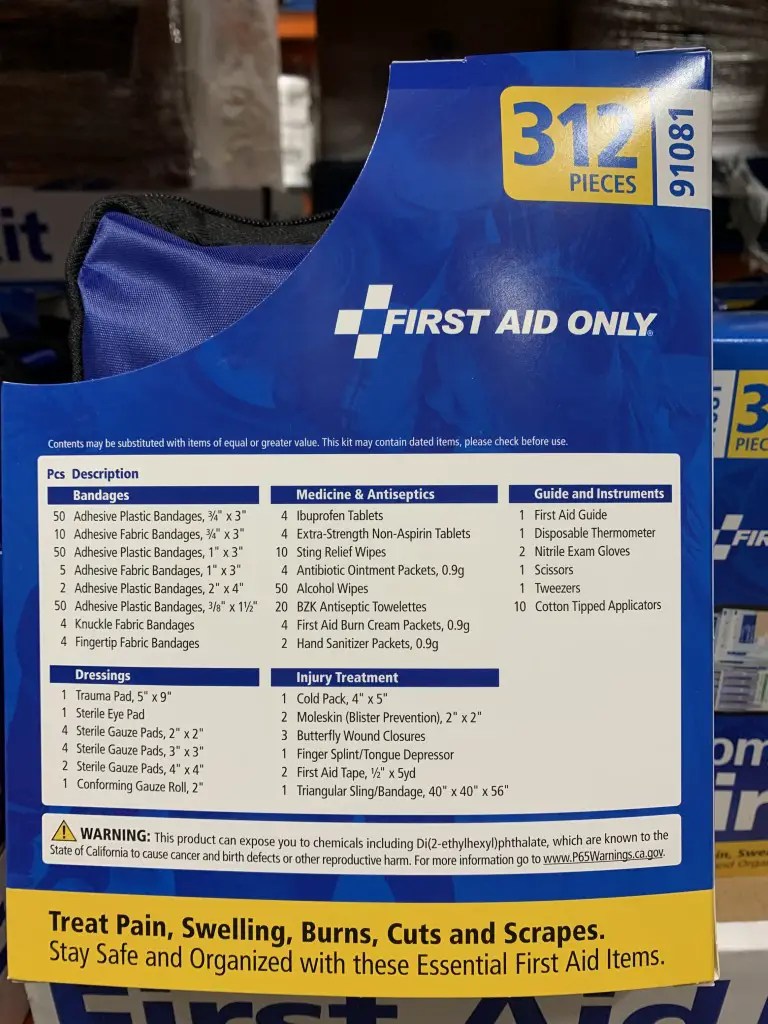 312
PIECES
91081
it
FIRST AID ONLY®
Contents may be substituted with items of equal or greater value. This kit may contain dated items, please check before use.
Pcs Description
Bandages
50 Adhesive Plastic Bandages, ¾" x 3"
10 Adhesive Fabric Bandages, ¾" x 3"
50 Adhesive Plastic Bandages, 1" x 3"
5 Adhesive Fabric Bandages, 1" x 3"
2 Adhesive Plastic Bandages, 2" x 4"
50 Adhesive Plastic Bandages, 3/8" x 1½"
4 Knuckle Fabric Bandages
4 Fingertip Fabric Bandages
Dressings
1 Trauma Pad, 5" x 9"
1 Sterile Eye Pad
4 Sterile Gauze Pads, 2" x 2"
4 Sterile Gauze Pads, 3" x 3"
2 Sterile Gauze Pads, 4" x 4"
1 Conforming Gauze Roll, 2"
Medicine & Antiseptics
4 Ibuprofen Tablets
4 Extra-Strength Non-Aspirin Tablets
10 Sting Relief Wipes
4 Antibiotic Ointment Packets, 0.9g
50 Alcohol Wipes
20 BZK Antiseptic Towelettes
4 First Aid Burn Cream Packets, 0.9g
2 Hand Sanitizer Packets, 0.9g
Injury Treatment
1 Cold Pack, 4" x 5"
2 Moleskin (Blister Prevention), 2" x 2"
3 Butterfly Wound Closures
1 Finger Splint/Tongue Depressor
2 First Aid Tape, ½" x 5yd
1 Triangular Sling/Bandage, 40" x 40" x 56"
Guide and Instruments
1 First Aid Guide
1 Disposable Thermometer
2 Nitrile Exam Gloves
1 Scissors
1 Tweezers
10 Cotton Tipped Applicators
WARNING: This product can expose you to chemicals including Di(2-ethylhexyl)phthalate, which are known to the
State of California to cause cancer and birth defects or other reproductive harm. For more information go to www.P65Warnings.ca.gov.
Treat Pain, Swelling, Burns, Cuts and Scrapes.
Stay Safe and Organized with these Essential First Aid Items.
3
PIEC
FIR
om
ir
First Aid